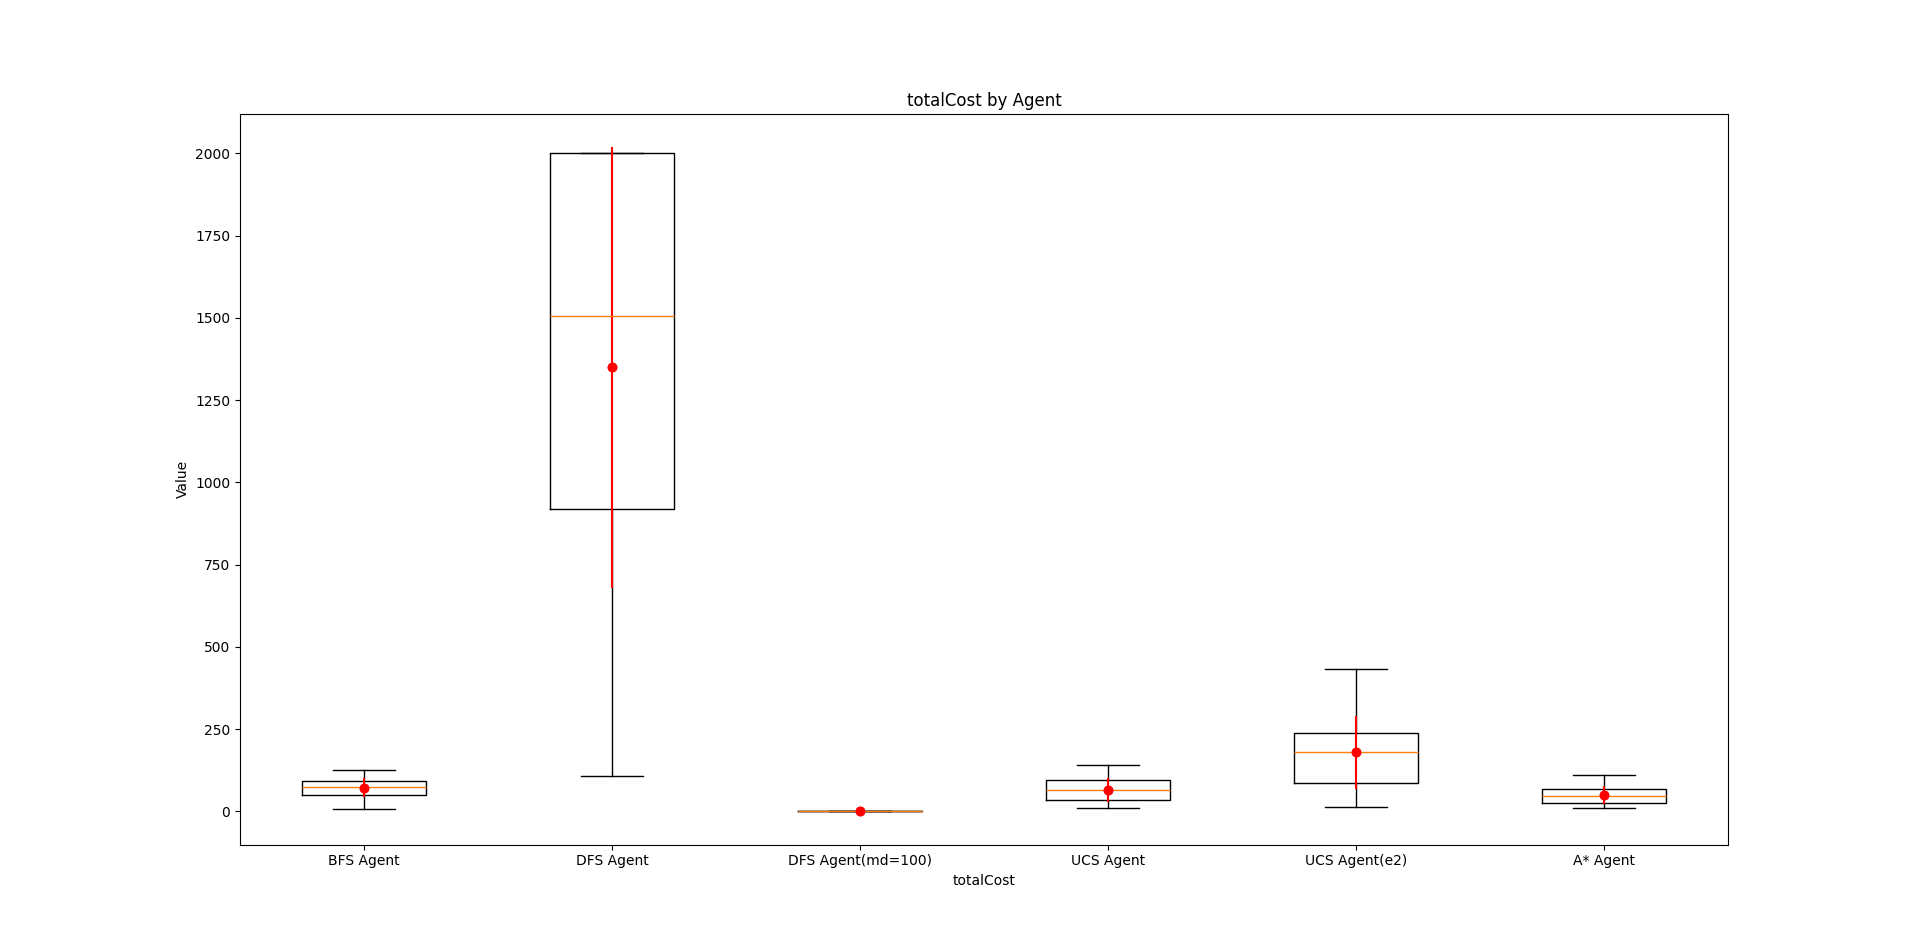 totalCost by Agent
2000
1750
1500
1250
1000
750
500
250
0
Value
BFS Agent
DFS Agent
DFS Agent(md=100)
UCS Agent
UCS Agent(e2)
A* Agent
totalCost